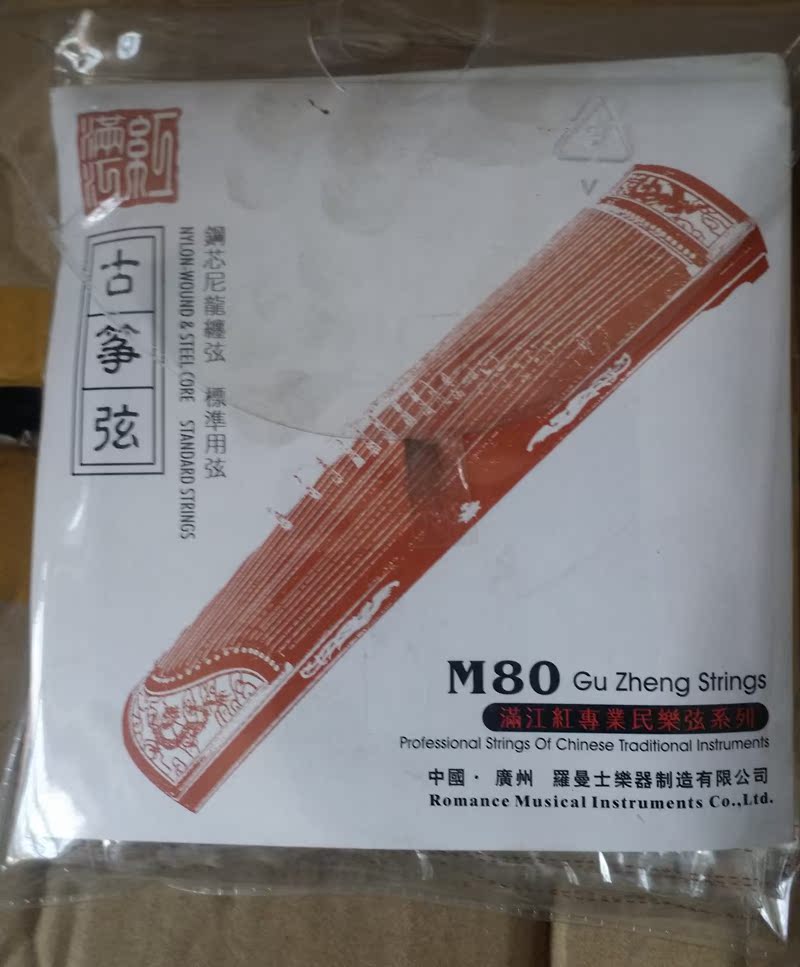 滿江紅
古筝弦
鋼芯尼龍纏弦 標準用弦
NYLON-WOUND & STEEL CORE STANDARD STRINGS
V
M80 Gu Zheng Strings
滿江紅專業民樂弦系列
Professional Strings Of Chinese Traditional Instruments
中國·廣州 羅曼士樂器制造有限公司
Romance Musical Instruments Co.,Ltd.